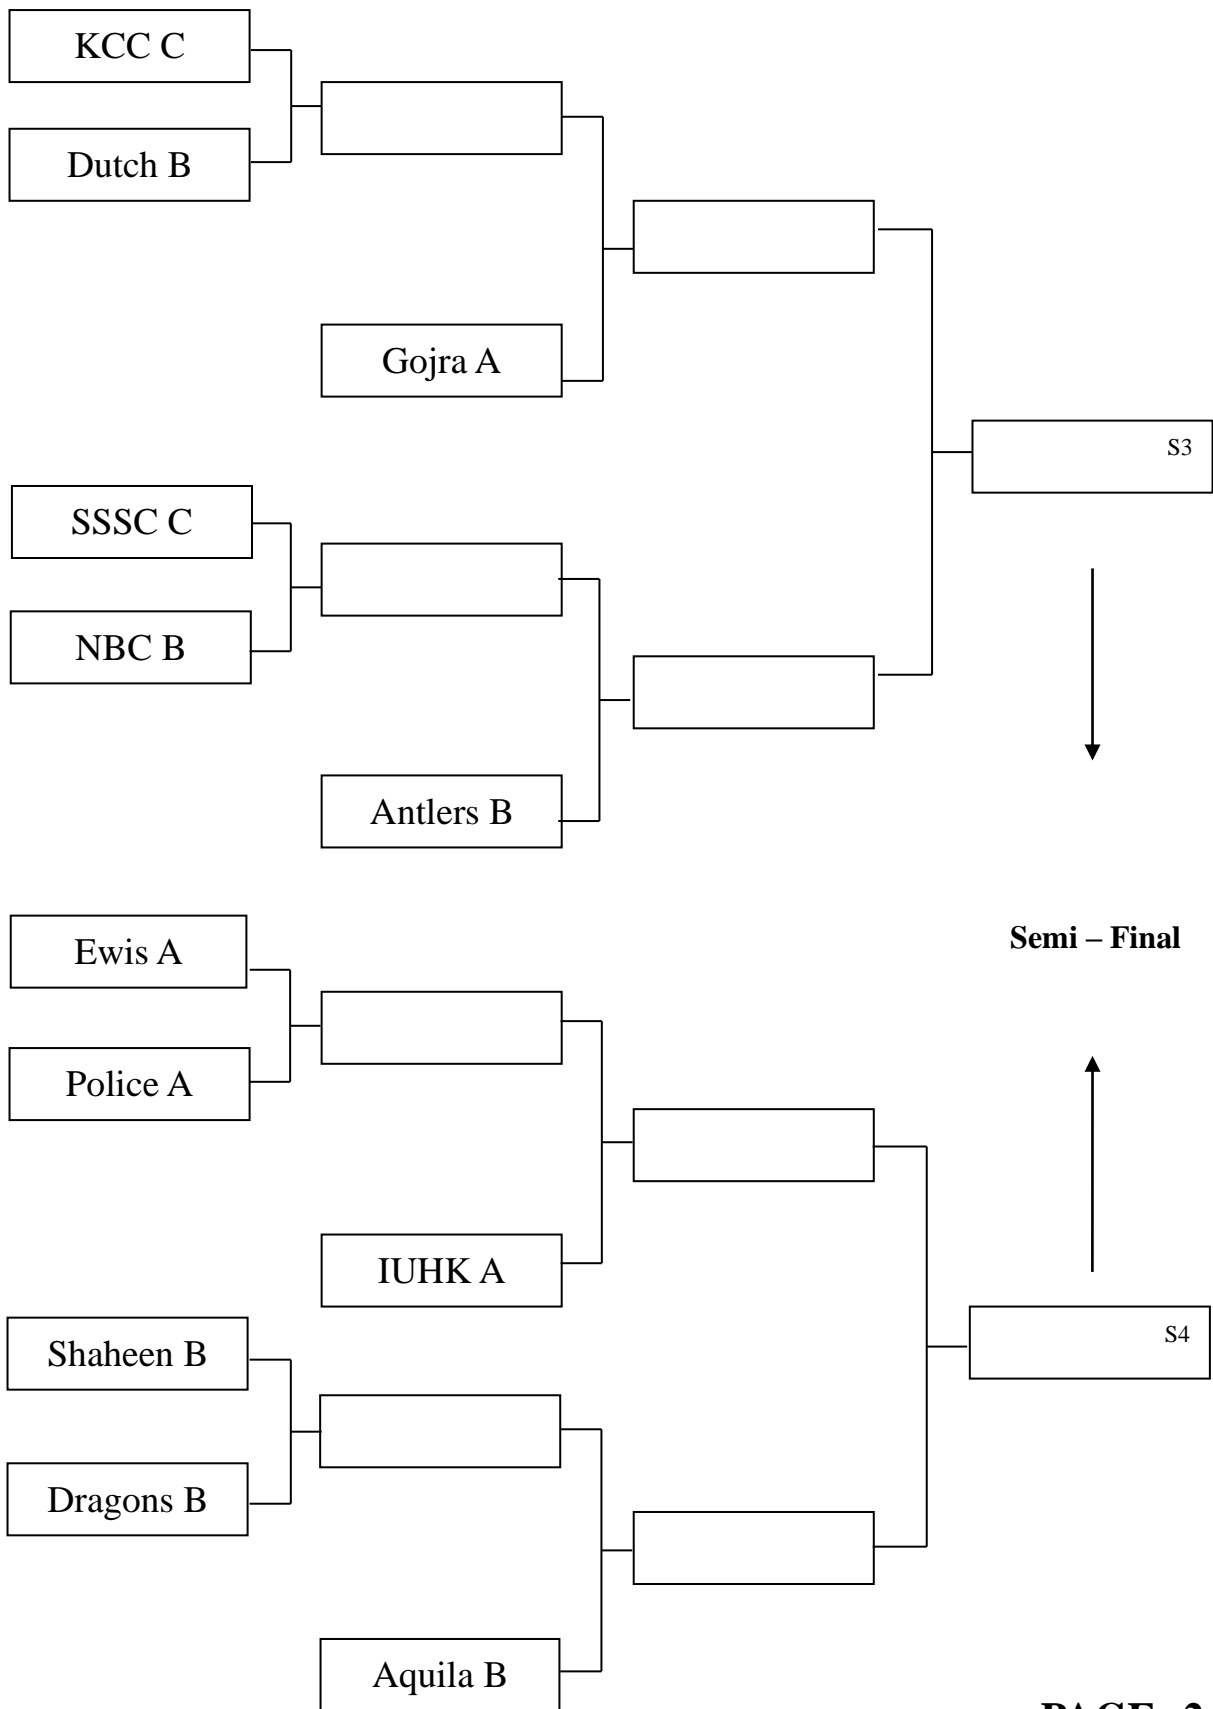 KCC C
Dutch B
Gojra A
S3
SSSC C
NBC B
Antlers B
Ewis A
Semi – Final
Police A
IUHK A
Shaheen B
S4
Dragons B
Aquila B